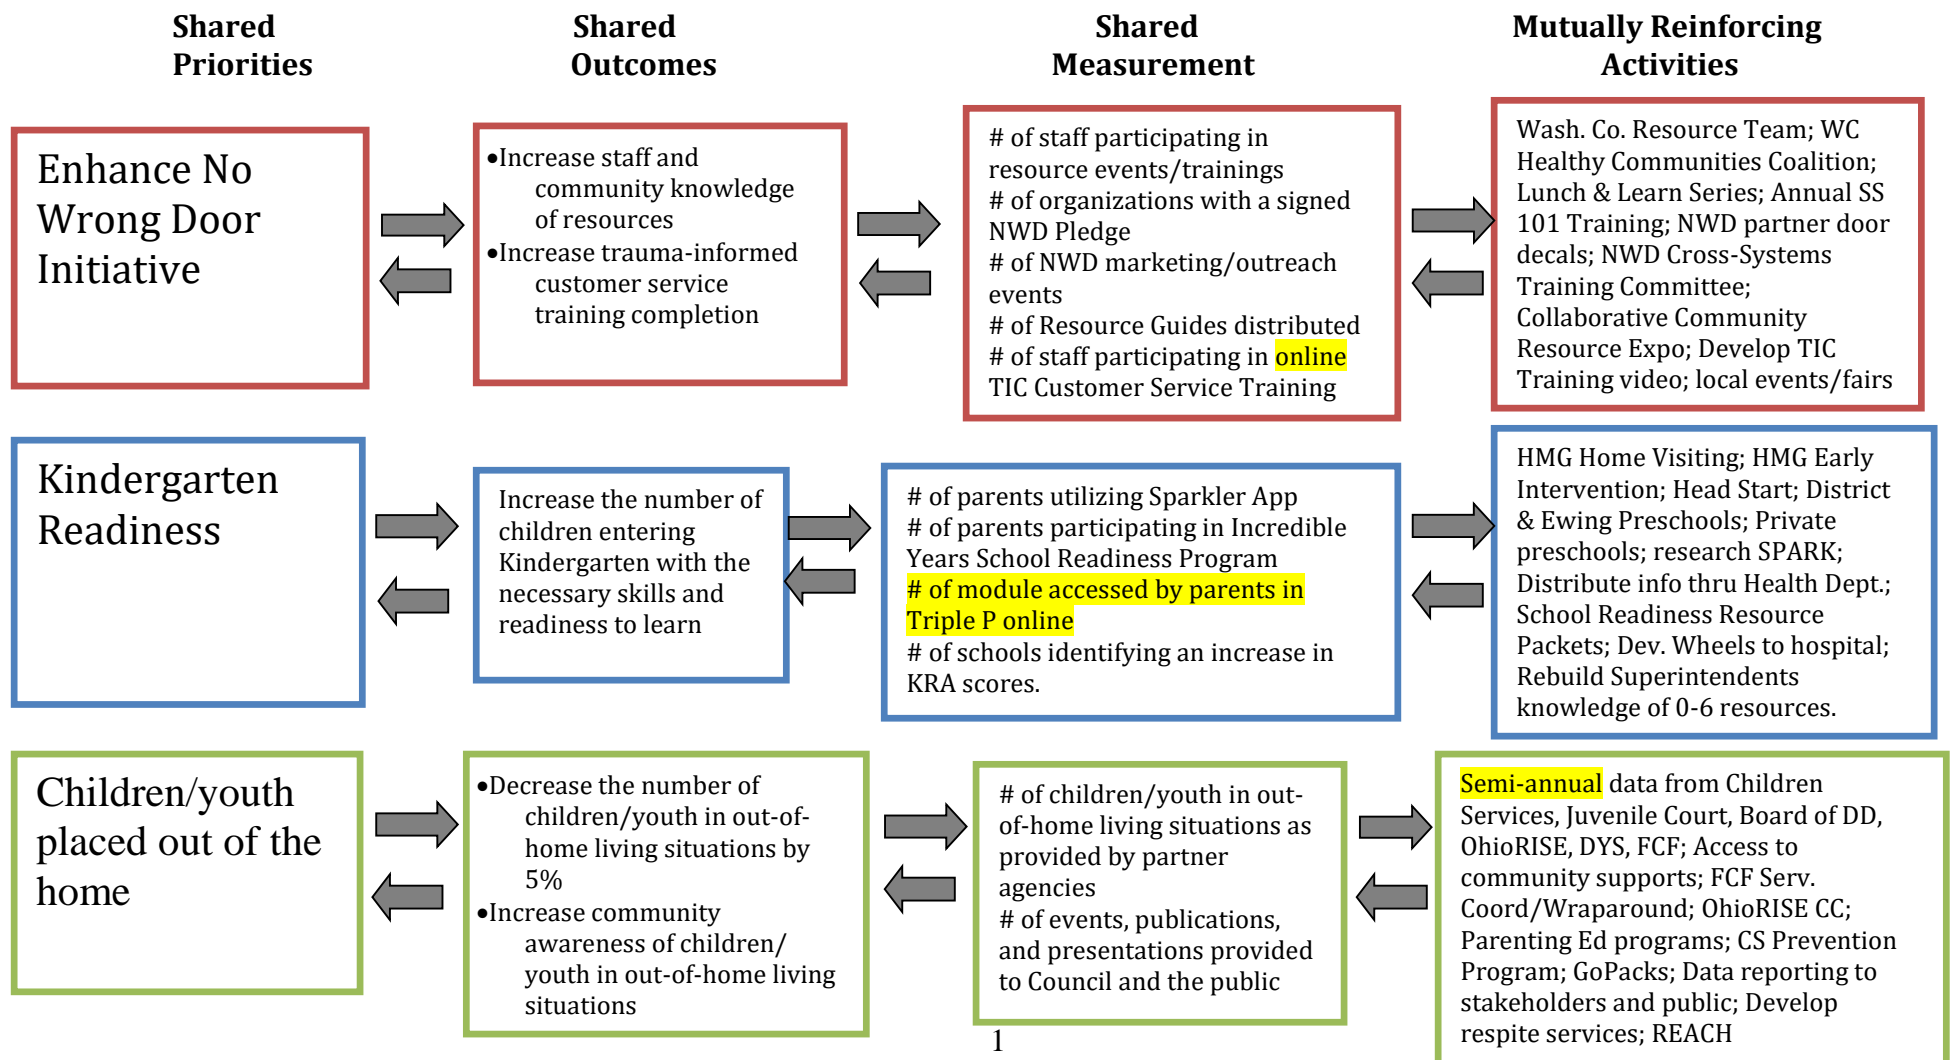 Shared
Priorities
Shared
Outcomes
Shared
Measurement
Mutually Reinforcing
Activities
Enhance No
Wrong Door
Initiative
•Increase staff and
community knowledge
of resources
•Increase trauma-informed
customer service
training completion
# of staff participating in
resource events/trainings
# of organizations with a signed
NWD Pledge
# of NWD marketing/outreach
events
# of Resource Guides distributed
# of staff participating in online
TIC Customer Service Training
Wash. Co. Resource Team; WC
Healthy Communities Coalition;
Lunch & Learn Series; Annual SS
101 Training; NWD partner door
decals; NWD Cross-Systems
Training Committee;
Collaborative Community
Resource Expo; Develop TIC
Training video; local events/fairs
Kindergarten
Readiness
Increase the number of
children entering
Kindergarten with the
necessary skills and
readiness to learn
# of parents utilizing Sparkler App
# of parents participating in Incredible
Years School Readiness Program
# of module accessed by parents in
Triple P online
# of schools identifying an increase in
KRA scores.
HMG Home Visiting; HMG Early
Intervention; Head Start; District
& Ewing Preschools; Private
preschools; research SPARK;
Distribute info thru Health Dept.;
School Readiness Resource
Packets; Dev. Wheels to hospital;
Rebuild Superintendents
knowledge of 0-6 resources.
Children/youth
placed out of the
home
•Decrease the number of
children/youth in out-of-
home living situations by
5%
•Increase community
awareness of children/
youth in out-of-home living
situations
# of children/youth in out-
of-home living situations as
provided by partner
agencies
# of events, publications,
and presentations provided
to Council and the public
Semi-annual data from Children
Services, Juvenile Court, Board of DD,
OhioRISE, DYS, FCF; Access to
community supports; FCF Serv.
Coord/Wraparound; OhioRISE CC;
Parenting Ed programs; CS Prevention
Program; GoPacks; Data reporting to
stakeholders and public; Develop
respite services; REACH
1